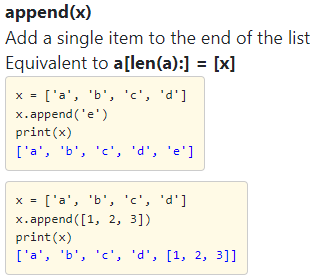 append(x)
Add a single item to the end of the list
Equivalent to a[len(a):] = [x]
x = ['a', 'b', 'c', 'd']
x.append('e')
print(x)
['a', 'b', 'c', 'd', 'e']
x = ['a', 'b', 'c', 'd']
x.append([1, 2, 3])
print(x)
['a', 'b', 'c', 'd', [1, 2, 3]]